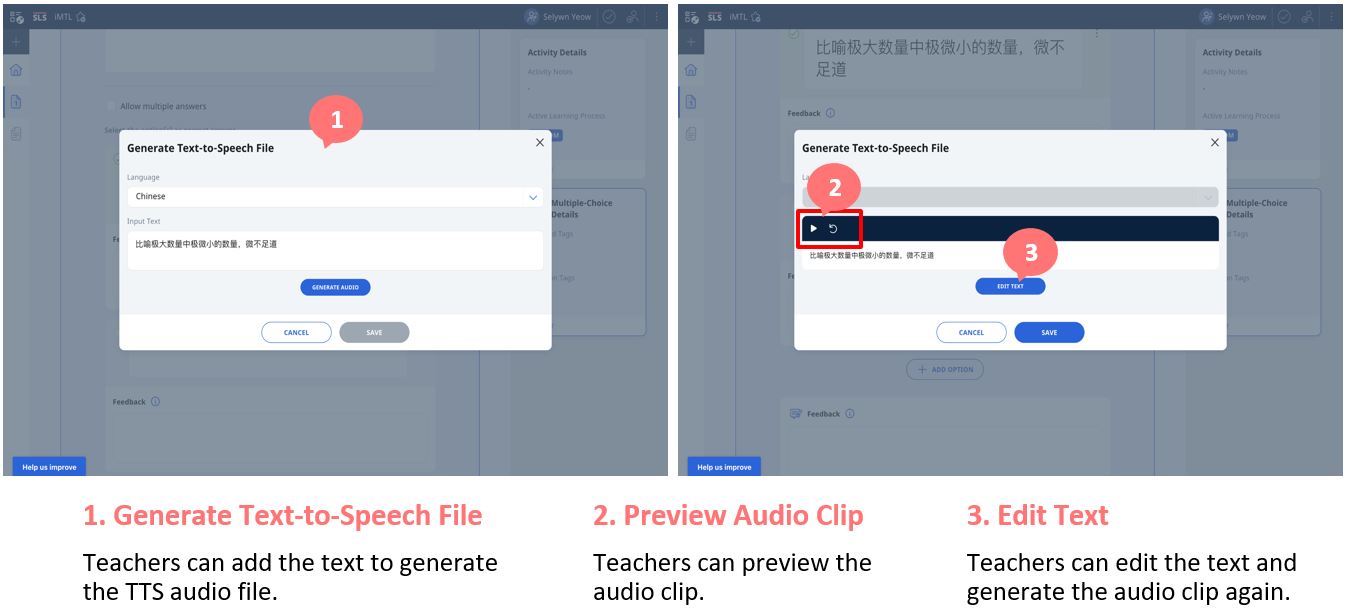 SLS iMTL
Selywn Yeow
Allow multiple answers
Activity Details
Activity Notes
Active Learning Process
1
Generate Text-to-Speech File
Language
Chinese
Input Text
比喻极大数量中极微小的数量，微不足道
GENERATE AUDIO
CANCEL
SAVE
Multiple-Choice
Details
Tags
Tags
Feedback
Help us improve
SLS iMTL
Selywn Yeow
比喻极大数量中极微小的数量，微不
足道
Feedback
Activity Details
Activity Notes
Active Learning Process
Generate Text-to-Speech File
2
比喻极大数量中极微小的数量，微不足道
3
EDIT TEXT
CANCEL
SAVE
Multiple-Choice
Details
Tags
Tags
ADD OPTION
Feedback
Help us improve
1. Generate Text-to-Speech File
Teachers can add the text to generate
the TTS audio file.
2. Preview Audio Clip
Teachers can preview the
audio clip.
3. Edit Text
Teachers can edit the text and
generate the audio clip again.